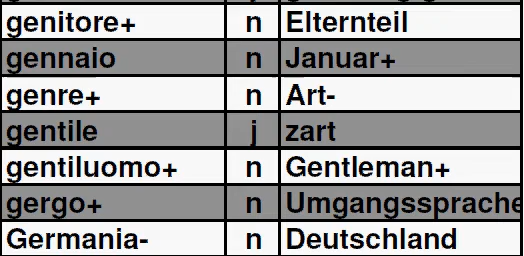 genitore+ n Elternteil
gennaio n Januar+
genre+ n Art-
gentile j zart
gentiluomo+ n Gentleman+
gergo+ n Umgangssprache
Germania- n Deutschland